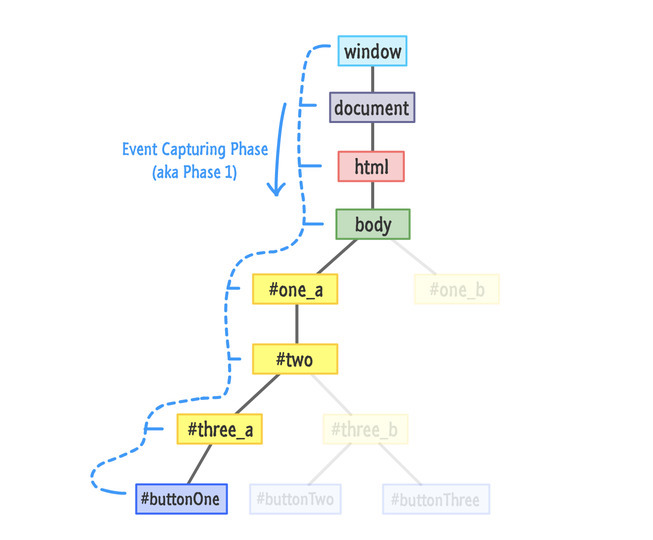 window
document
Event Capturing Phase
(aka Phase 1)
html
body
#one_a
#one_b
#two
#three_a
#three_b
#buttonOne
#buttonTwo
#buttonThree